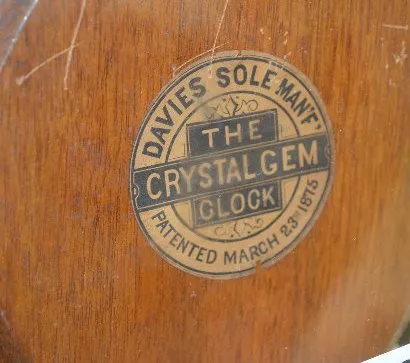 DAVIES SOLE MAN'F'
THE
CRYSTAL GEM
CLOCK
PATENTED MARCH 23RD 1875